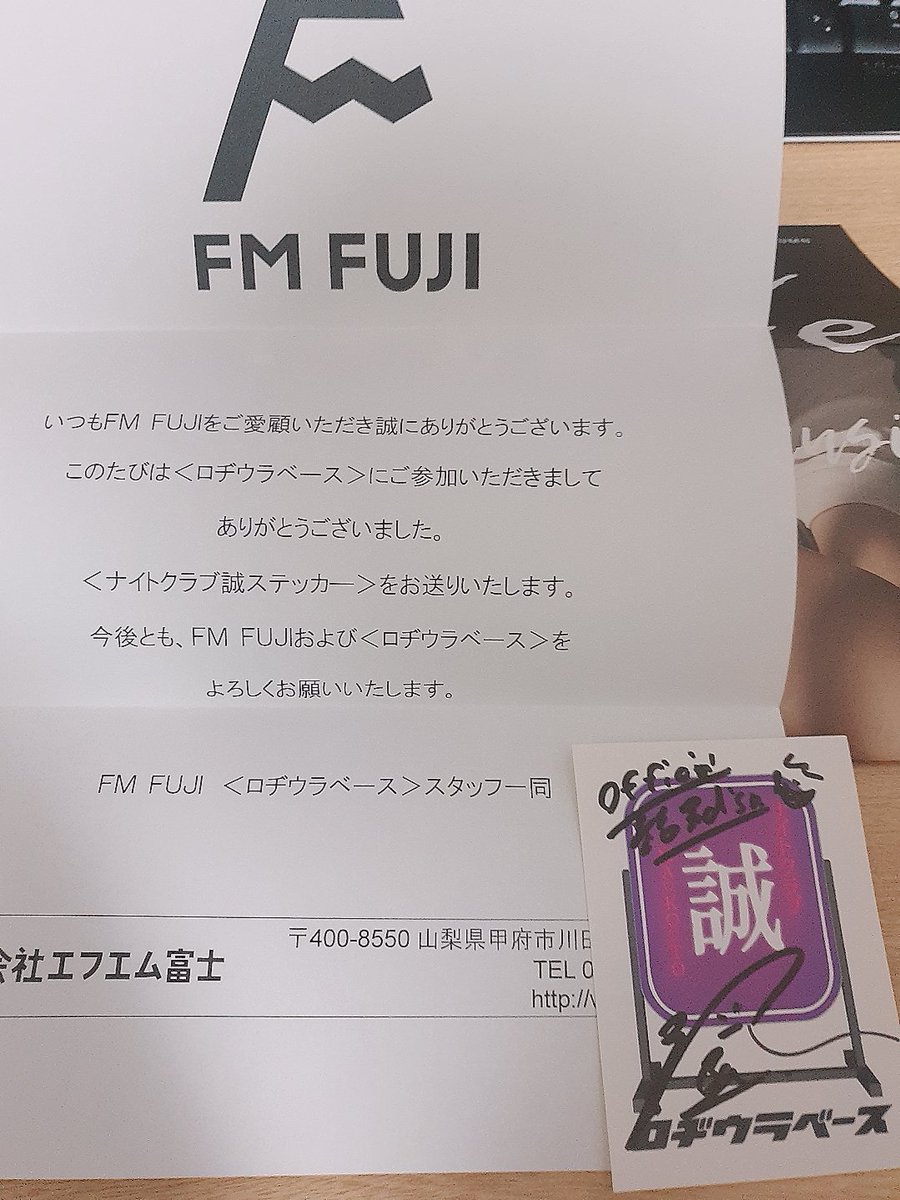 FM FUJI
いつもFM FUJIをご愛顧いただき誠にありがとうございます。
このたびは＜ロヂウラベース＞にご参加いただきまして
ありがとうございました。
＜ナイトクラブ誠ステッカー＞をお送りいたします。
今後とも、FM FUJIおよび＜ロヂウラベース＞を
よろしくお願いいたします。
FM FUJI ＜ロヂウラベース＞スタッフ一同
会社エフエム富士
〒400-8550 山梨県甲府市川田
TEL 0
http://
Official
誠
ロヂウラベース